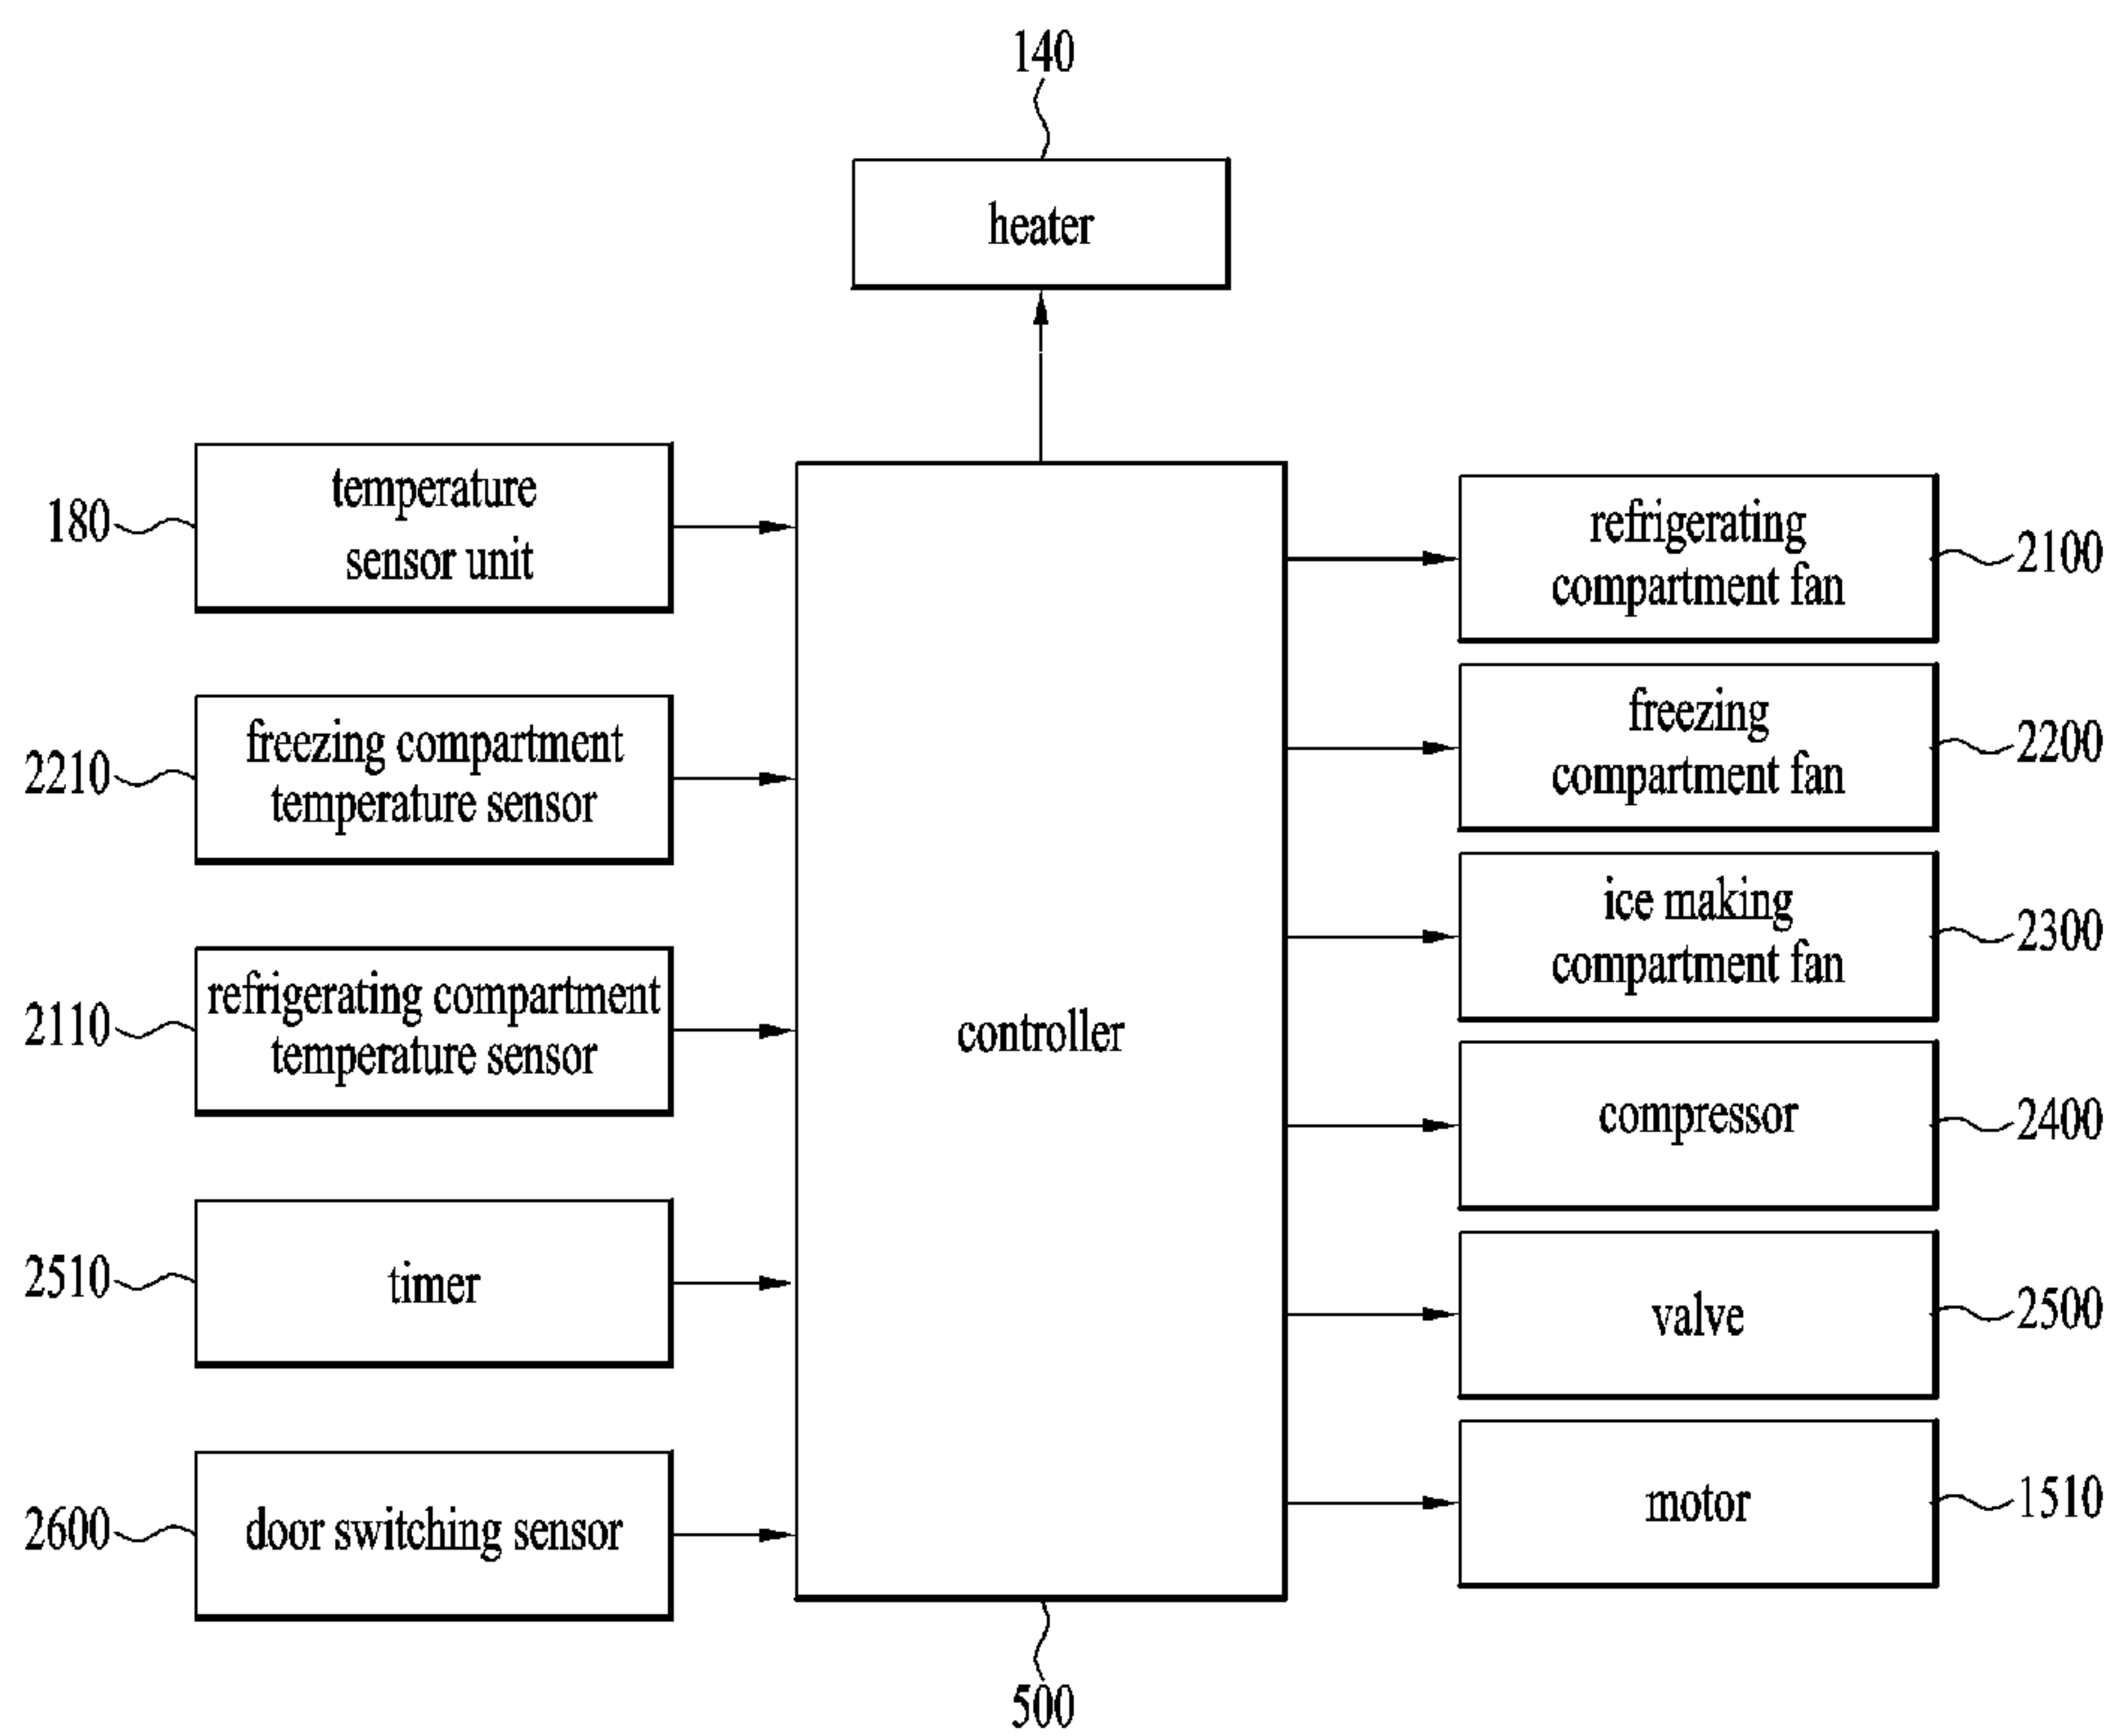 140
heater
180
temperature
sensor unit
2210
freezing compartment
temperature sensor
2110
refrigerating compartment
temperature sensor
2510
timer
2600
door switching sensor
controller
500
refrigerating
compartment fan
2100
freezing
compartment fan
2200
ice making
compartment fan
2300
compressor
2400
valve
2500
motor
1510